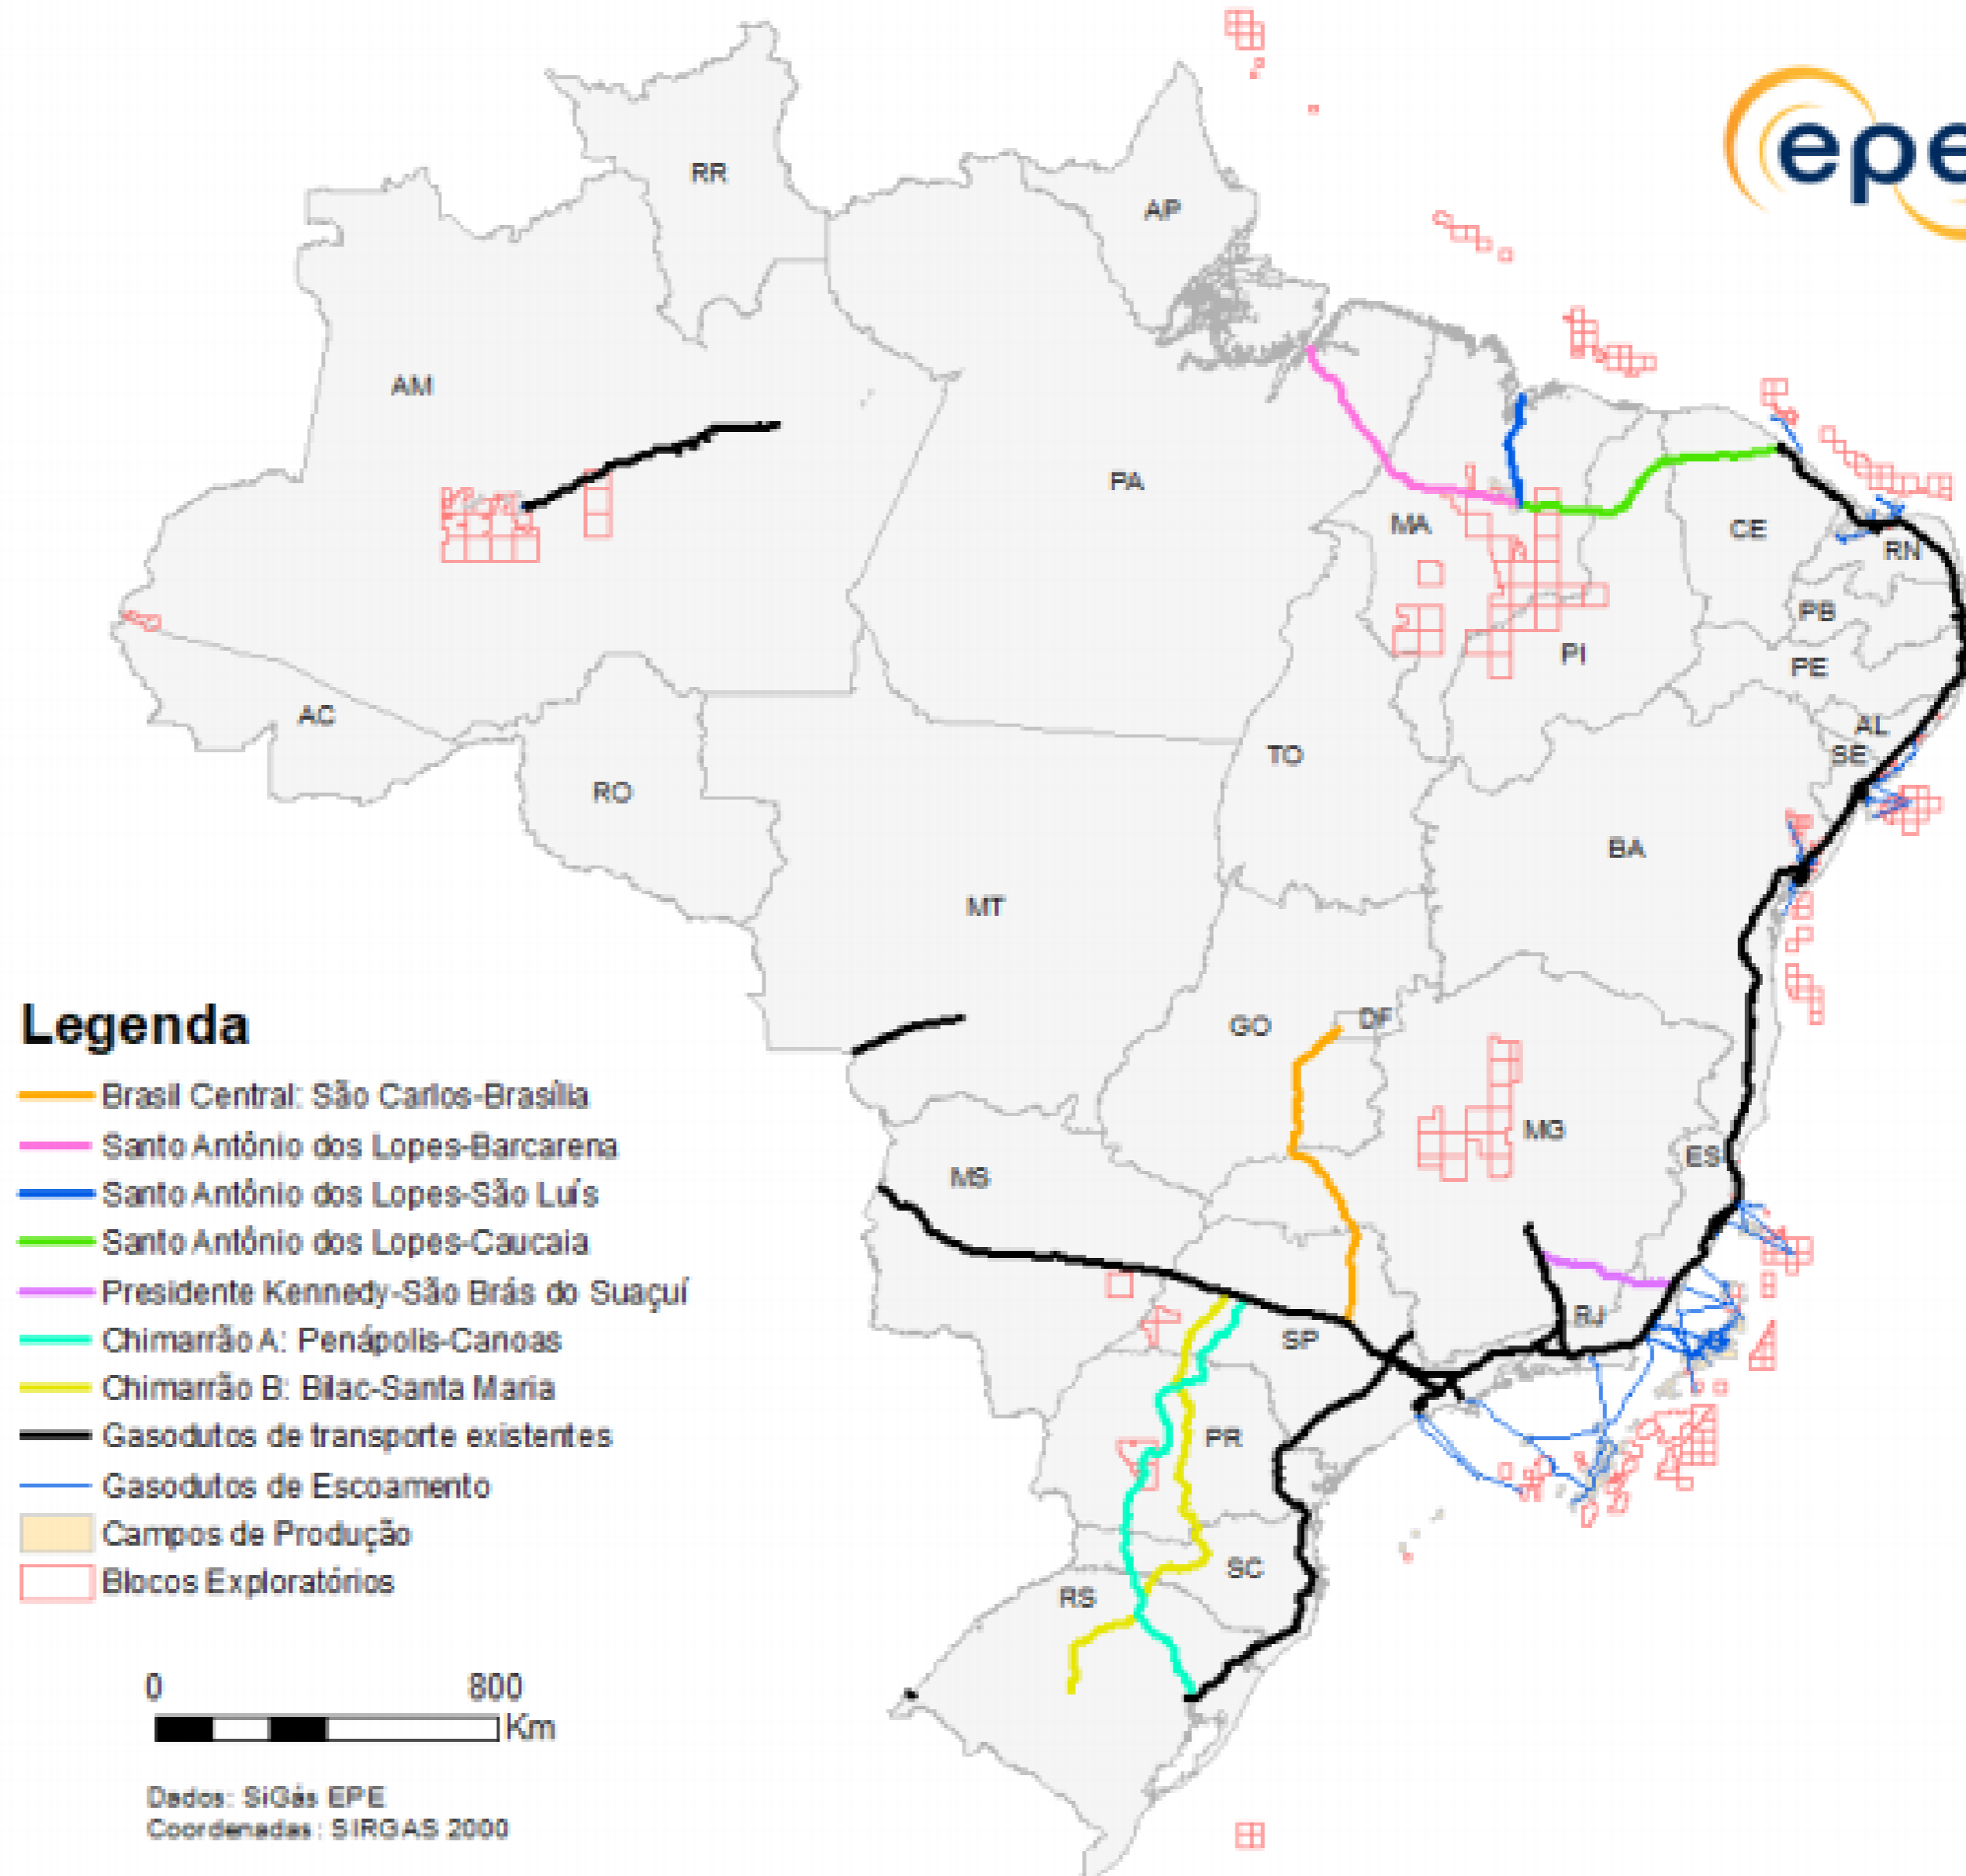 epe
RR
AP
AM
PA
MA
CE
RN
PB
PI
PE
AC
AL
TO
SE
RO
BA
MT
GO
DF
MG
ES
MS
RJ
SP
PR
SC
RS
Legenda
Brasil Central: São Carlos-Brasília
Santo Antônio dos Lopes-Barcarena
Santo Antônio dos Lopes-São Luís
Santo Antônio dos Lopes-Caucaia
Presidente Kennedy-São Brás do Suaçuí
Chimarrão A: Penápolis-Canoas
Chimarrão B: Bilac-Santa Maria
Gasodutos de transporte existentes
Gasodutos de Escoamento
Campos de Produção
Blocos Exploratórios
0 800
Km
Dados: SiGás EPE
Coordenadas: SIRGAS 2000